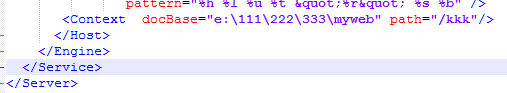 pattern="%h %l %u %t &quot;%r&quot; %s %b" />
<Context  docBase="e:\111\222\333\myweb" path="/kkk"/>
</Host>
</Engine>
</Service>
</Server>